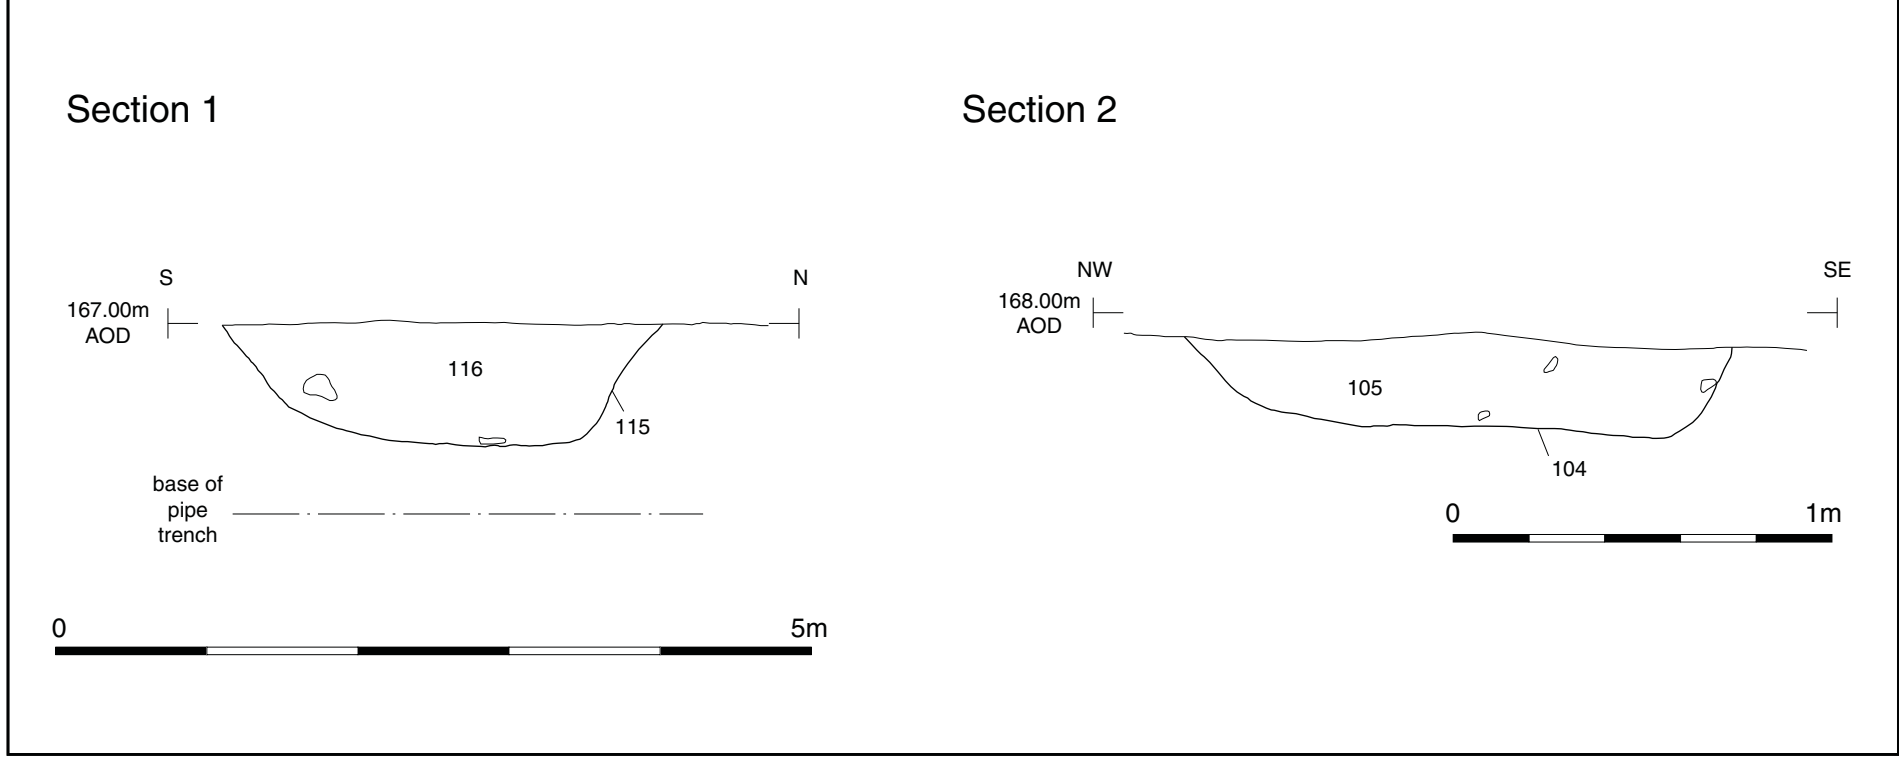 Section 1
S
N
167.00m
AOD
116
115
base of
pipe
trench
0
5m
Section 2
NW
SE
168.00m
AOD
105
104
0
1m